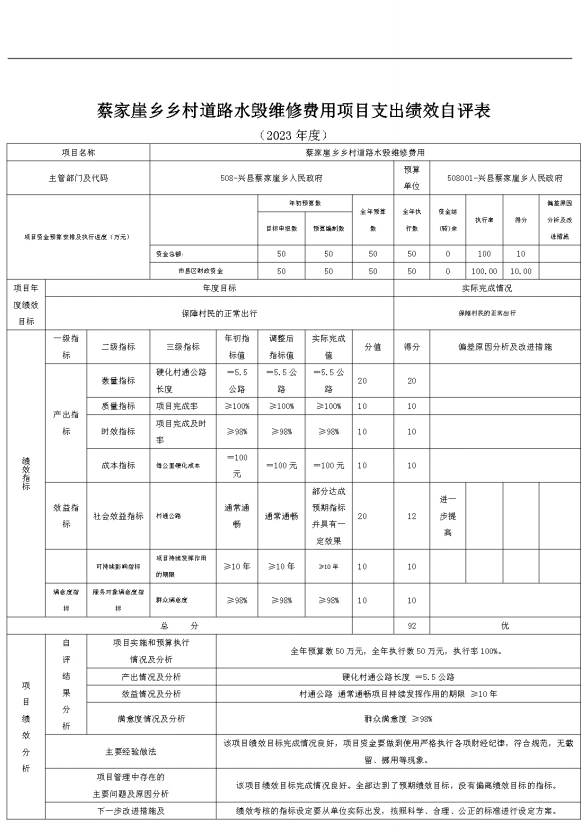 蔡家崖乡乡村道路水毁维修费用项目支出绩效自评表
（2023 年度）
项目名称 蔡家崖乡乡村道路水毁维修费用
主管部门及代码 508-兴县蔡家崖乡人民政府 预算单位 508001-兴县蔡家崖乡人民政府
项目资金预算安排及执行进度（万元） 年初预算数 全年预算数 全年执行数 资金结(转)余 执行率 得分 偏差原因分析及改进措施
目标申报数 预算编制数
资金总额： 50 50 50 50 0 100 10
市县区财政资金 50 50 50 50 0 100.00 10.00
项目年度绩效目标 年度目标 实际完成情况
保障村民的正常出行 保障村民的正常出行
绩效指标 一级指标 二级指标 三级指标 年初指标值 调整后指标值 实际完成值 分值 得分 偏差原因分析及改进措施
产出指标 数量指标 硬化村通公路长度 ＝5.5公路 ＝5.5公路 ＝5.5公路 20 20
质量指标 项目完成率 ≥100% ≥100% ≥100% 10 10
时效指标 项目完成及时率 ≥98% ≥98% ≥98% 10 10
成本指标 每公里硬化成本 ＝100元 ＝100元 ＝100元 10 10
效益指标 社会效益指标 村通公路 通常通畅 通常通畅 部分达成预期指标并具有一定效果 20 12 进一步提高
可持续影响指标 项目持续发挥作用的期限 ≥10年 ≥10年 ≥10年 10 10
满意度指标 服务对象满意度指标 群众满意度 ≥98% ≥98% ≥98% 10 10
总 分 92 优
项目绩效分析 自评结果分析 项目实施和预算执行情况及分析 全年预算数50万元，全年执行数50万元，执行率100%。
产出情况及分析 硬化村通公路长度 ＝5.5公路
效益情况及分析 村通公路 通常通畅项目持续发挥作用的期限 ≥10年
满意度情况及分析 群众满意度 ≥98%
主要经验做法 该项目绩效目标完成情况良好，项目资金要做到使用严格执行各项财经纪律，符合规范，无截留、挪用等现象。
项目管理中存在的主要问题及原因分析 该项目绩效目标完成情况良好。全部达到了预期绩效目标，没有偏离绩效目标的指标。
下一步改进措施及 绩效考核的指标设定要从单位实际出发，按照科学、合理、公正的标准进行设定方案。